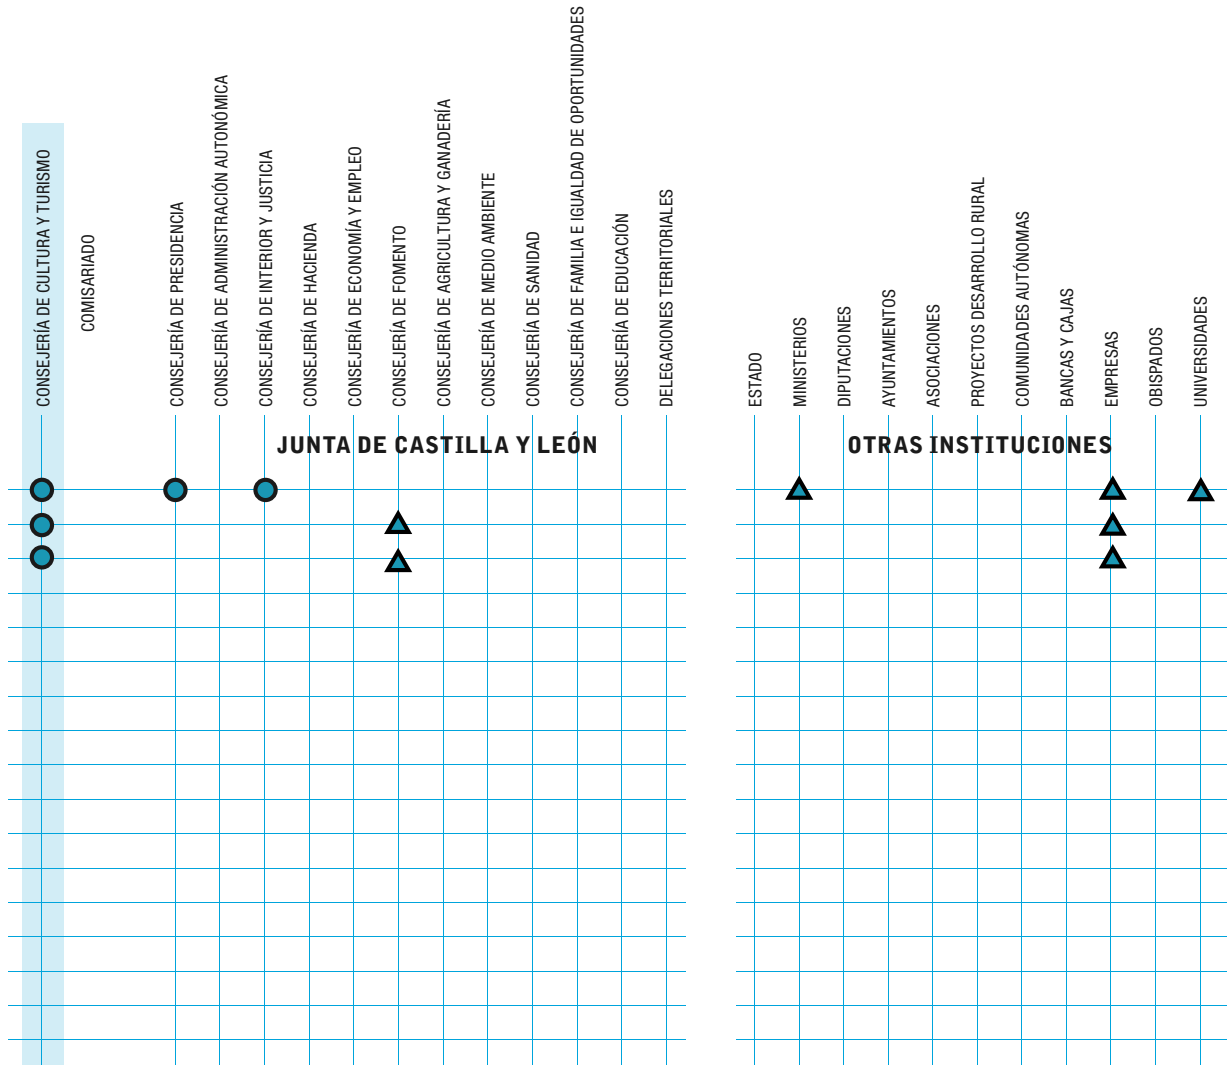 CONSEJERÍA DE CULTURA Y TURISMO
COMISARIADO
CONSEJERÍA DE PRESIDENCIA
CONSEJERÍA DE ADMINISTRACIÓN AUTONÓMICA
CONSEJERÍA DE INTERIOR Y JUSTICIA
CONSEJERÍA DE HACIENDA
CONSEJERÍA DE ECONOMÍA Y EMPLEO
CONSEJERÍA DE FOMENTO
CONSEJERÍA DE AGRICULTURA Y GANADERÍA
CONSEJERÍA DE MEDIO AMBIENTE
CONSEJERÍA DE SANIDAD
CONSEJERÍA DE FAMILIA E IGUALDAD DE OPORTUNIDADES
CONSEJERÍA DE EDUCACIÓN
DELEGACIONES TERRITORIALES
ESTADO
MINISTERIOS
DIPUTACIONES
AYUNTAMIENTOS
ASOCIACIONES
PROYECTOS DESARROLLO RURAL
COMUNIDADES AUTÓNOMAS
BANCAS Y CAJAS
EMPRESAS
OBISPADOS
UNIVERSIDADES
JUNTA DE CASTILLA Y LEÓN
OTRAS INSTITUCIONES